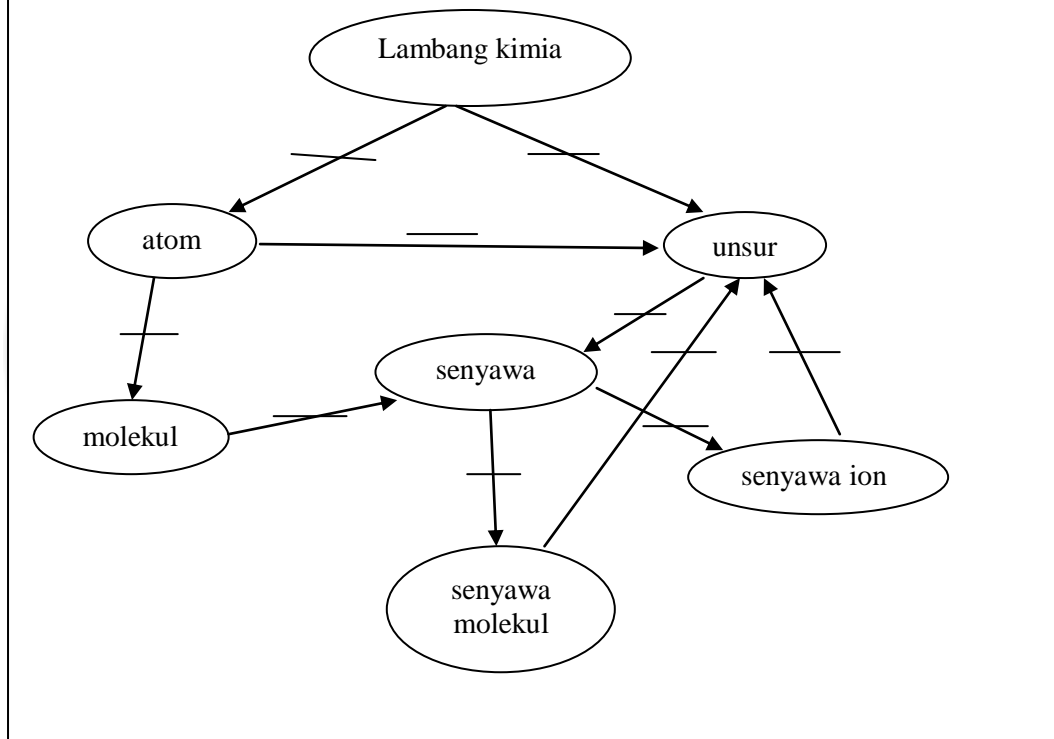 Lambang kimia
atom
unsur
senyawa
molekul
senyawa ion
senyawa
molekul